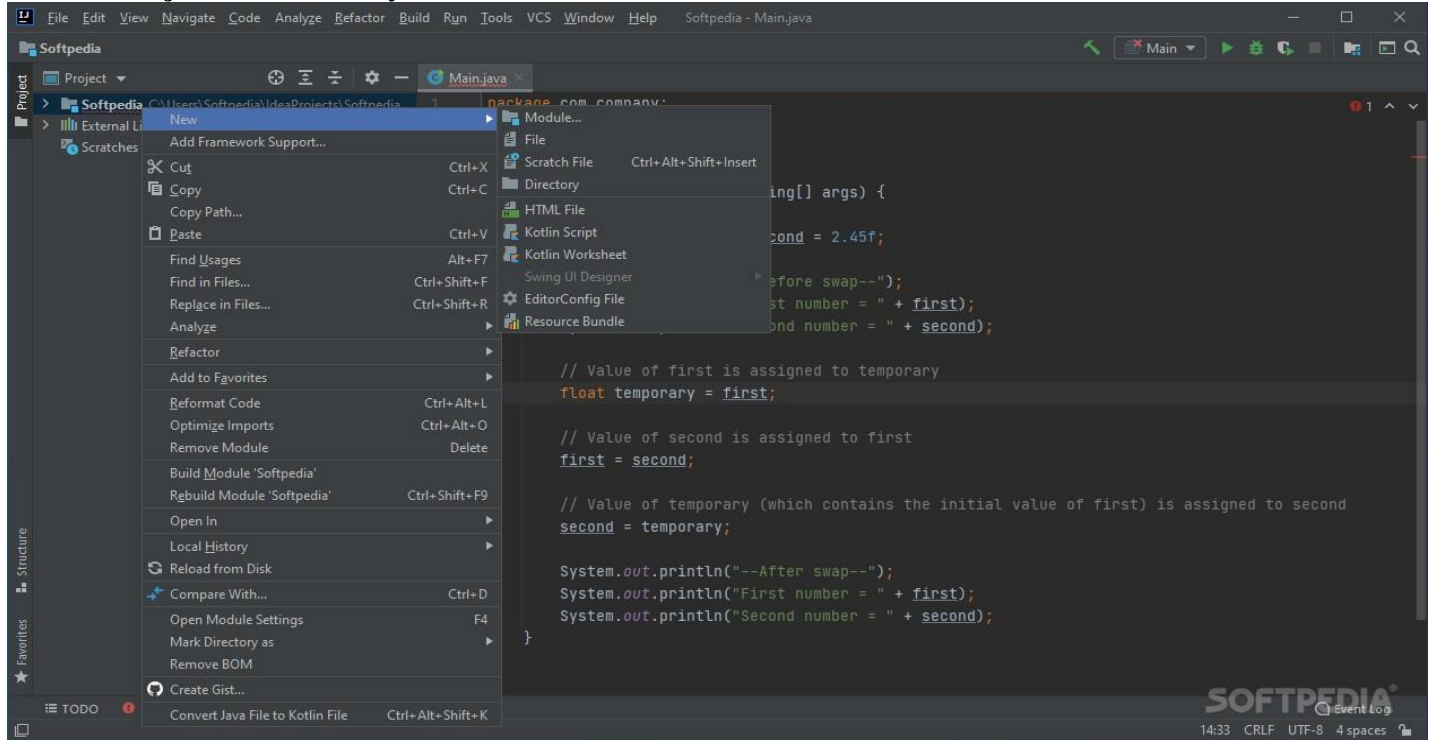 File Edit View Navigate Code Analyze Refactor Build Run Tools VCS Window Help Softpedia - Main.java
Softpedia
Main
Project
Main.java
Project
Softpedia C:\Users\Softpedia\IdeaProjects\Softpedia
1
package com.company;
1
External Li
Scratches
New
Add Framework Support...
Cut Ctrl+X
Copy Ctrl+C
Copy Path...
Paste Ctrl+V
Find Usages Alt+F7
Find in Files... Ctrl+Shift+F
Replace in Files... Ctrl+Shift+R
Analyze
Refactor
Add to Favorites
Reformat Code Ctrl+Alt+L
Optimize Imports Ctrl+Alt+O
Remove Module Delete
Build Module 'Softpedia'
Rebuild Module 'Softpedia' Ctrl+Shift+F9
Open In
Local History
Reload from Disk
Compare With... Ctrl+D
Open Module Settings F4
Mark Directory as
Remove BOM
Create Gist...
Convert Java File to Kotlin File Ctrl+Alt+Shift+K
Module...
File
Scratch File Ctrl+Alt+Shift+Insert
Directory
HTML File
Kotlin Script
Kotlin Worksheet
Swing UI Designer
EditorConfig File
Resource Bundle
ing[] args) {
cond = 2.45f;
efore swap--");
st number = " + first);
ond number = " + second);
// Value of first is assigned to temporary
float temporary = first;
// Value of second is assigned to first
first = second;
// Value of temporary (which contains the initial value of first) is assigned to second
second = temporary;
System.out.println("--After swap--");
System.out.println("First number = " + first);
System.out.println("Second number = " + second);
}
Structure
Favorites
SOFTPEDIA®
TODO
Event Log
14:33 CRLF UTF-8 4 spaces